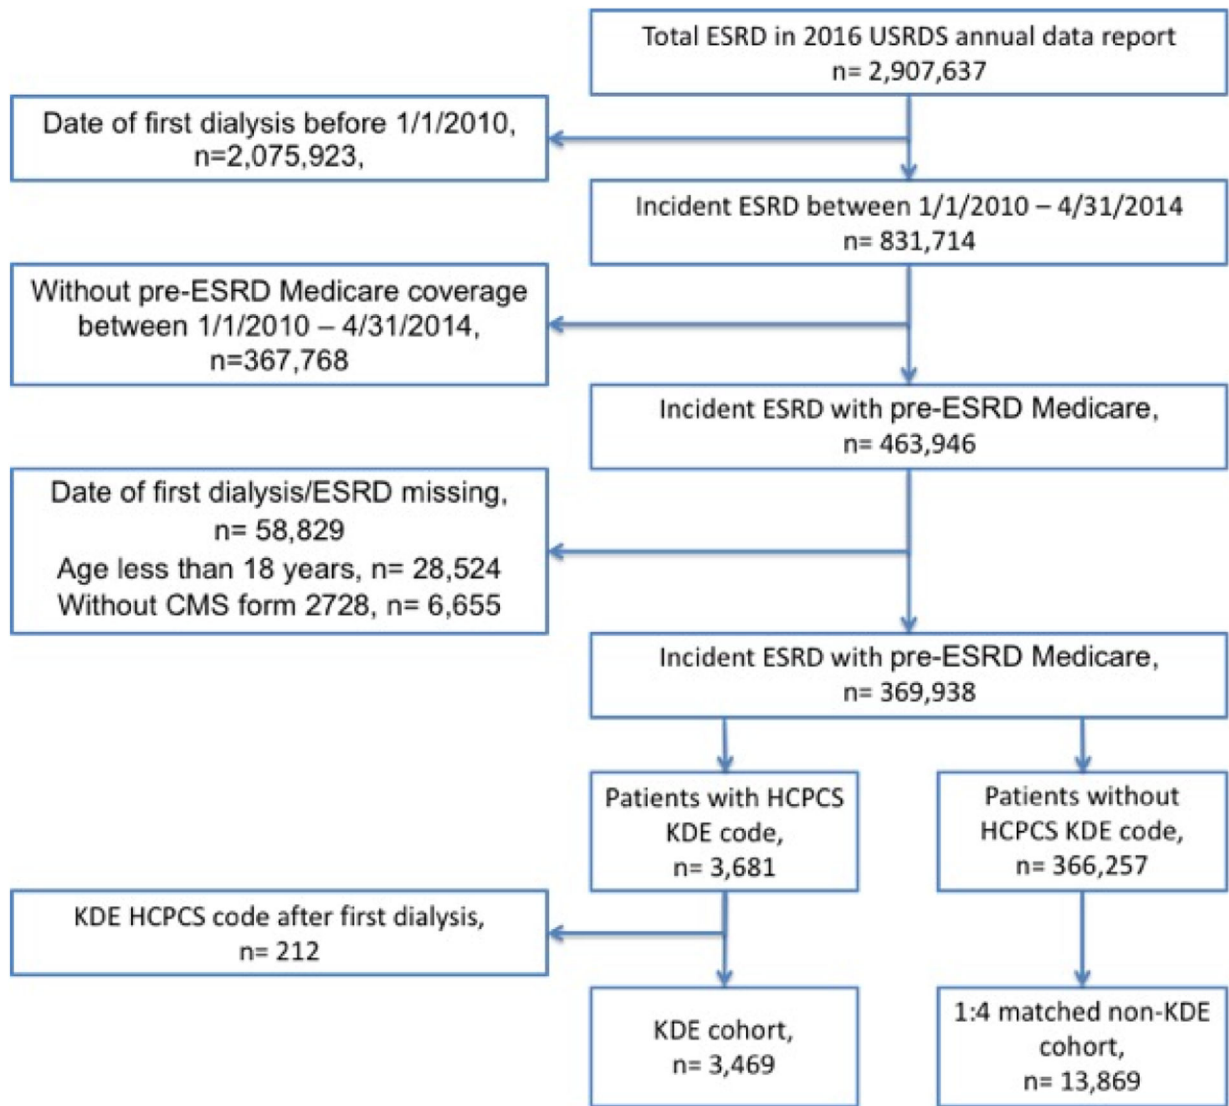 Total ESRD in 2016 USRDS annual data report
n= 2,907,637
Date of first dialysis before 1/1/2010,
n=2,075,923,
Incident ESRD between 1/1/2010 – 4/31/2014
n= 831,714
Without pre-ESRD Medicare coverage
between 1/1/2010 – 4/31/2014,
n=367,768
Incident ESRD with pre-ESRD Medicare,
n= 463,946
Date of first dialysis/ESRD missing,
n= 58,829
Age less than 18 years, n= 28,524
Without CMS form 2728, n= 6,655
Incident ESRD with pre-ESRD Medicare,
n= 369,938
Patients with HCPCS
KDE code,
n= 3,681
Patients without
HCPCS KDE code,
n= 366,257
KDE HCPCS code after first dialysis,
n= 212
KDE cohort,
n= 3,469
1:4 matched non-KDE
cohort,
n= 13,869